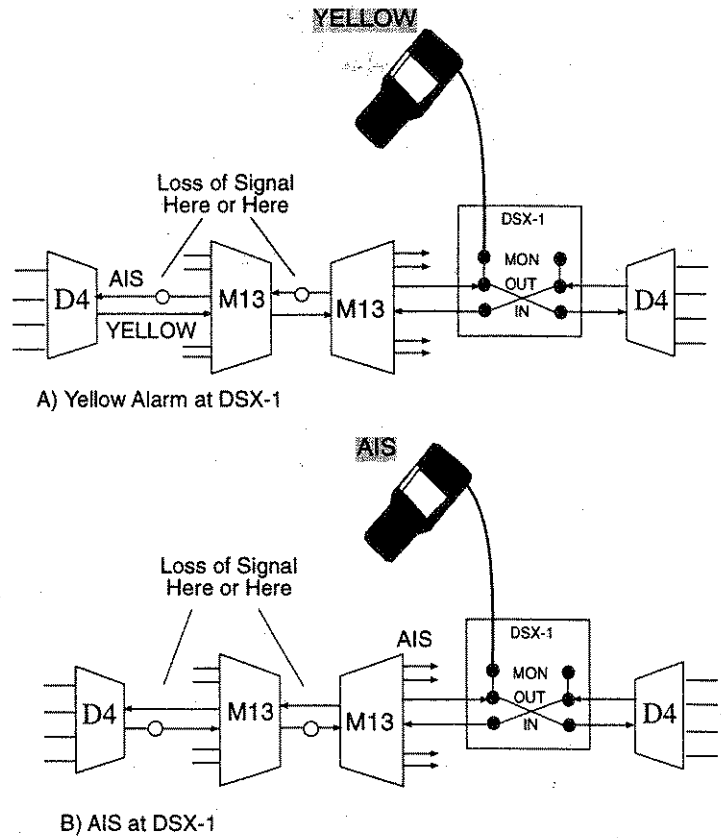 YELLOW
Loss of Signal
Here or Here
DSX-1
MON
OUT
IN
AIS
YELLOW
D4
M13
M13
D4
A) Yellow Alarm at DSX-1
AIS
Loss of Signal
Here or Here
AIS
DSX-1
MON
OUT
IN
D4
M13
M13
D4
B) AIS at DSX-1